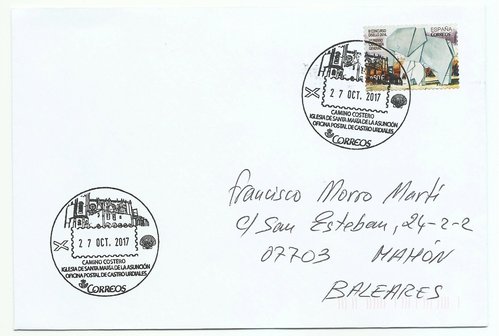 ESPAÑA
CORREOS
27 OCT. 2017
CAMINO COSTERO
IGLESIA DE SANTA MARÍA DE LA ASUNCIÓN
OFICINA POSTAL DE CASTRO URDIALES
CORREOS
Francisco Morro Martí
C/ San Esteban, 24-2-2
07703 MAHÓN
BALEARES
27 OCT. 2017
CAMINO COSTERO
IGLESIA DE SANTA MARÍA DE LA ASUNCIÓN
OFICINA POSTAL DE CASTRO URDIALES
CORREOS